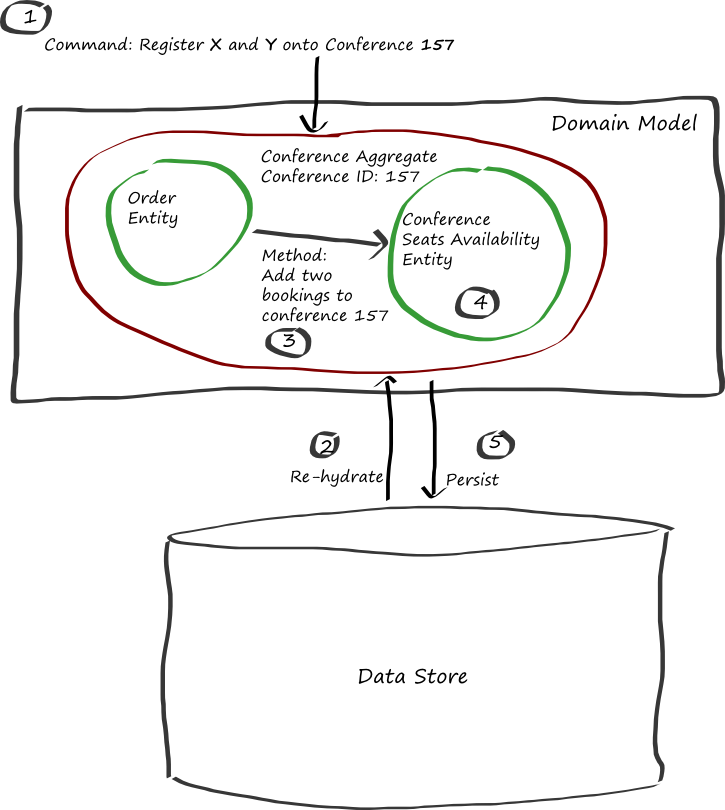 1
Command: Register X and Y onto Conference 157
Domain Model
Conference Aggregate
Conference ID: 157
Order
Entity
Conference
Seats Availability
Entity
Method:
Add two
bookings to
conference 157
3
4
2
Re-hydrate
5
Persist
Data Store